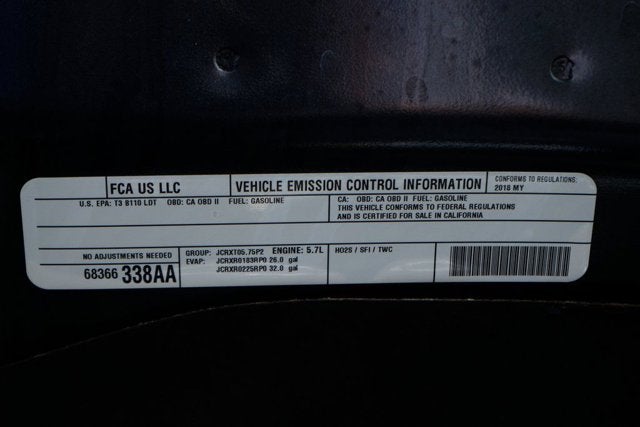 FCA US LLC
VEHICLE EMISSION CONTROL INFORMATION
CONFORMS TO REGULATIONS:
2018 MY
U.S. EPA: T3 B110 LDT OBD: CA OBD II FUEL: GASOLINE
CA: OBD: CA OBD II FUEL: GASOLINE
THIS VEHICLE CONFORMS TO FEDERAL REGULATIONS
AND IS CERTIFIED FOR SALE IN CALIFORNIA
NO ADJUSTMENTS NEEDED
68366 338AA
GROUP: JCRXT05.75P2 ENGINE: 5.7L
EVAP: JCRXR0183RP0 26.0 gal
JCRXR0225RP0 32.0 gal
HO2S / SFI / TWC